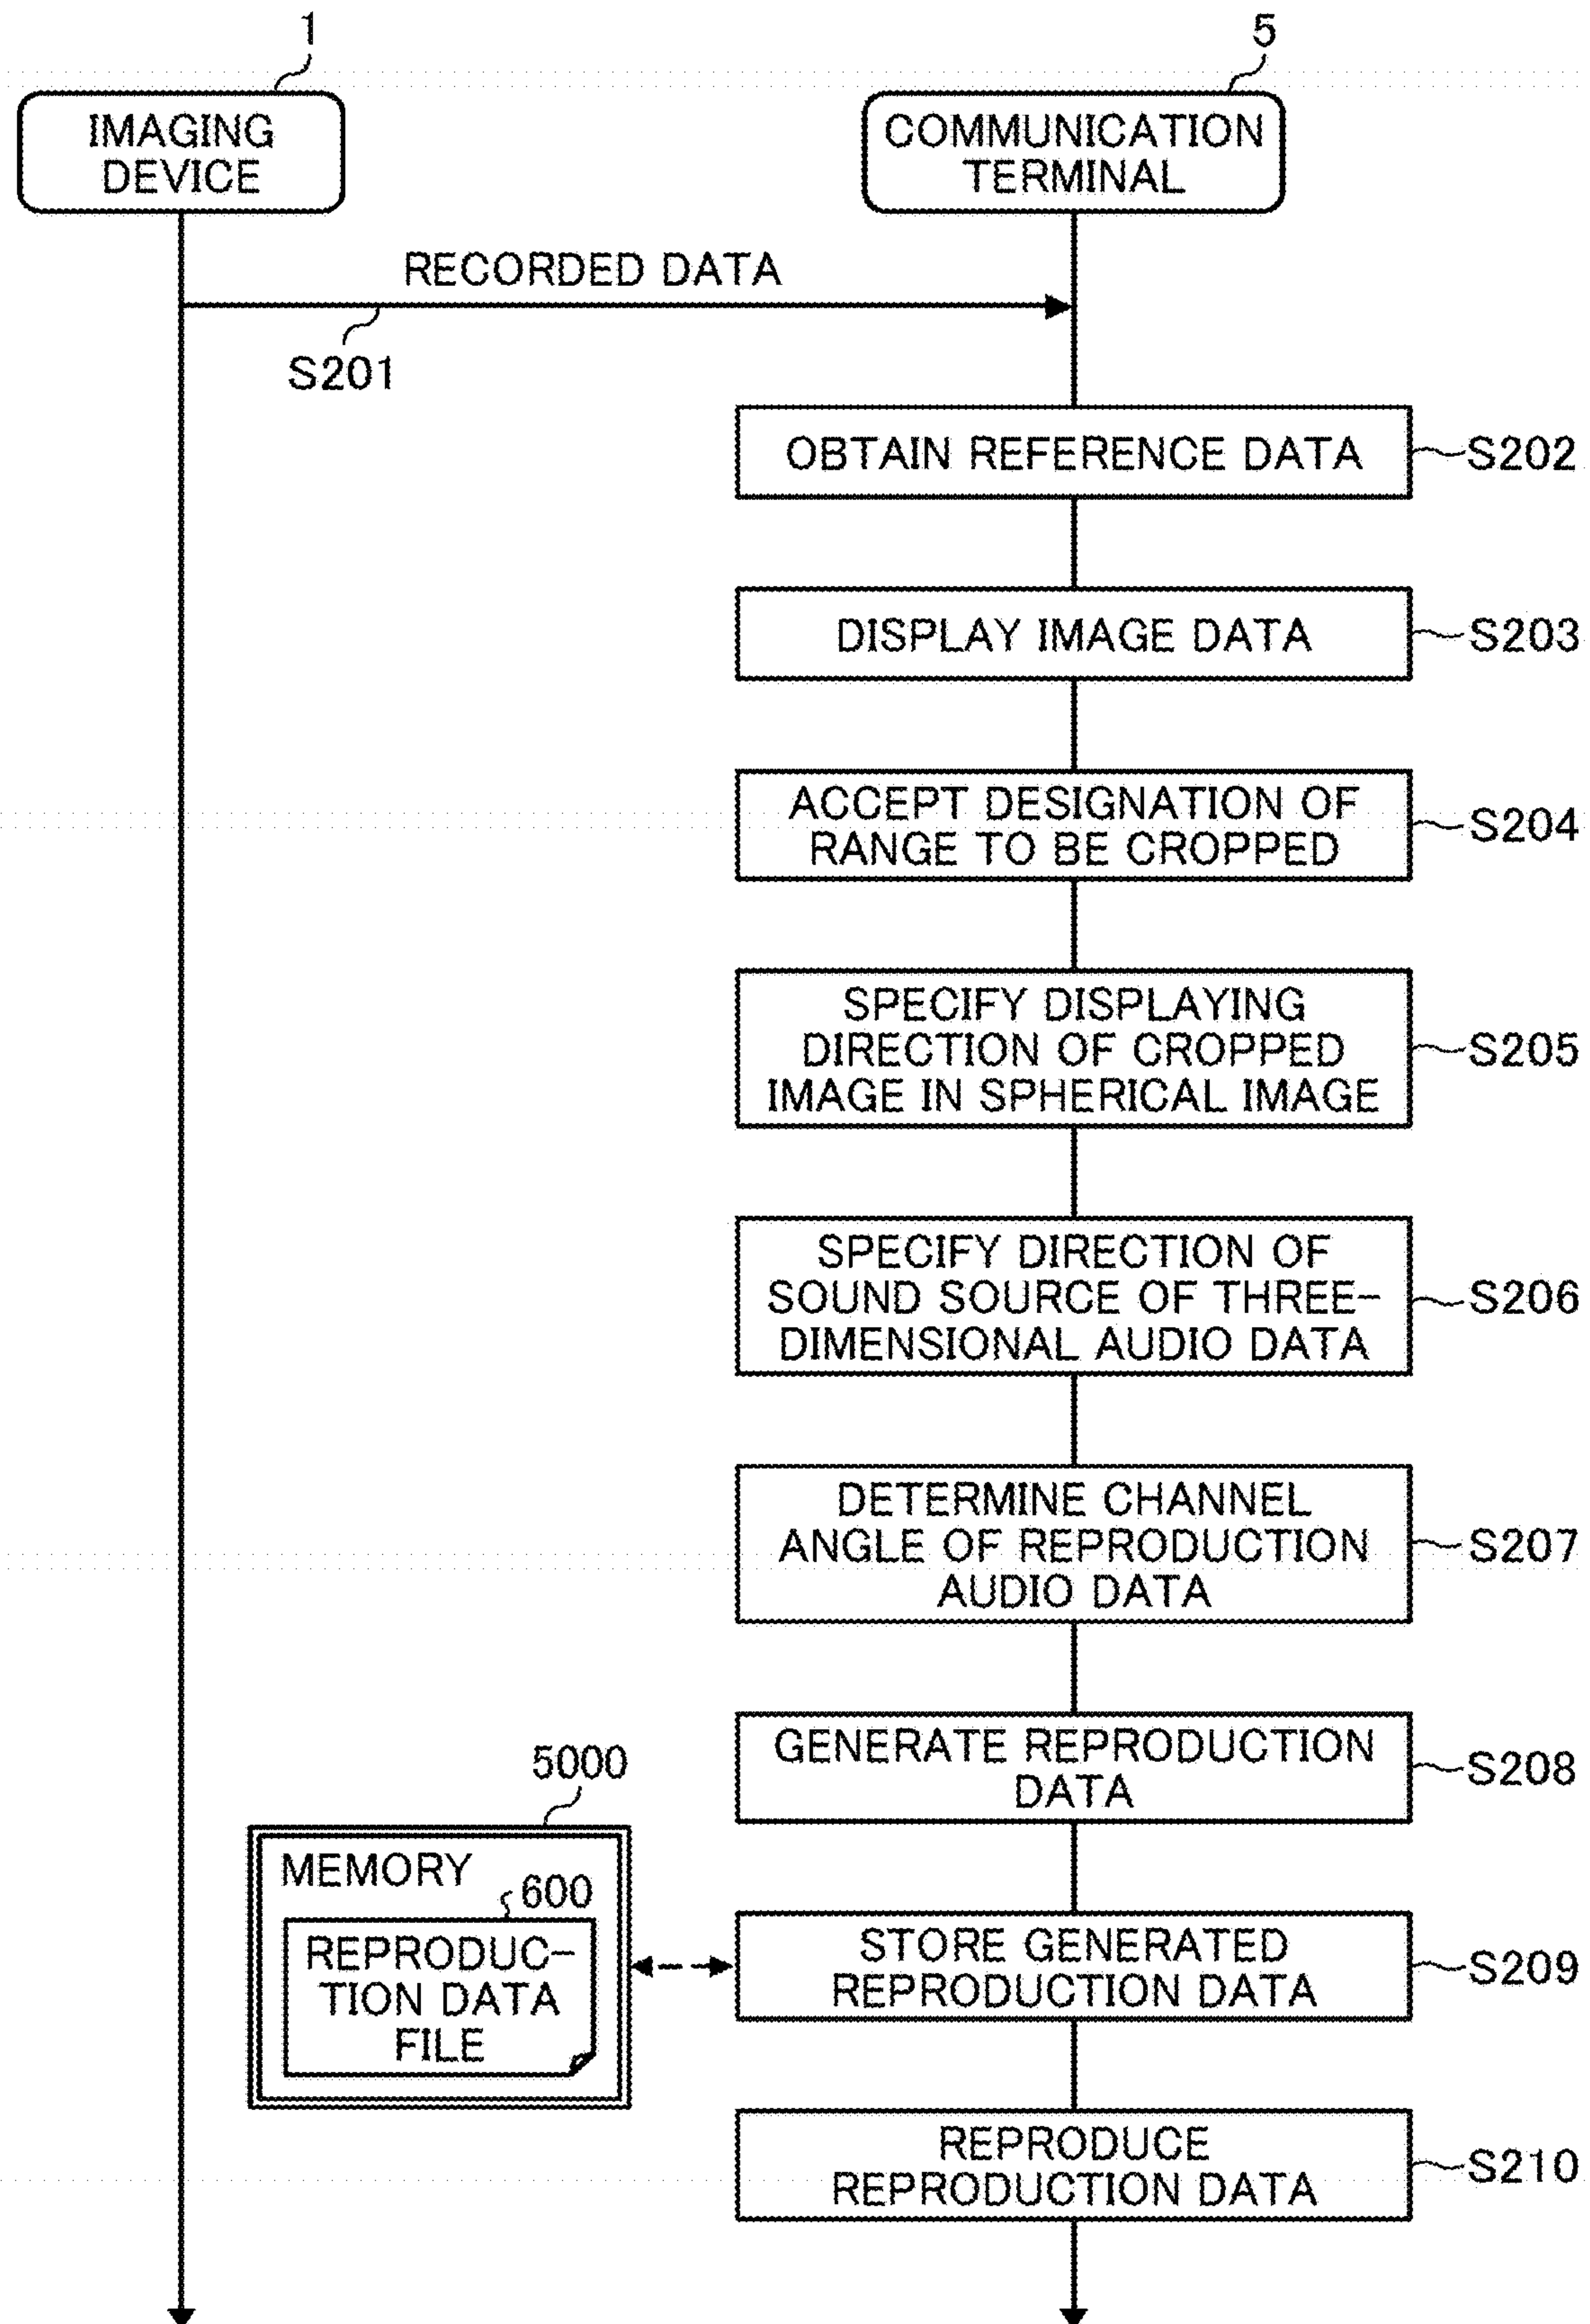 1
5
IMAGING
DEVICE
COMMUNICATION
TERMINAL
RECORDED DATA
S201
OBTAIN REFERENCE DATA
S202
DISPLAY IMAGE DATA
S203
ACCEPT DESIGNATION OF
RANGE TO BE CROPPED
S204
SPECIFY DISPLAYING
DIRECTION OF CROPPED
IMAGE IN SPHERICAL IMAGE
S205
SPECIFY DIRECTION OF
SOUND SOURCE OF THREE-
DIMENSIONAL AUDIO DATA
S206
DETERMINE CHANNEL
ANGLE OF REPRODUCTION
AUDIO DATA
S207
GENERATE REPRODUCTION
DATA
S208
5000
MEMORY
600
REPRODUC-
TION DATA
FILE
STORE GENERATED
REPRODUCTION DATA
S209
REPRODUCE
REPRODUCTION DATA
S210